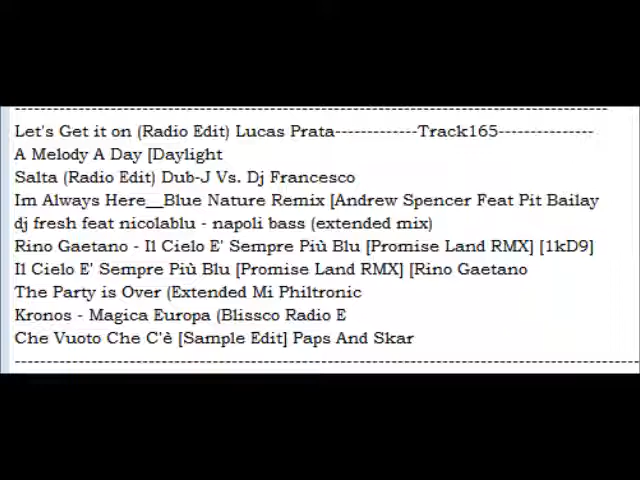 --------------------------------------------------------------------------------------------------
Let's Get it on (Radio Edit) Lucas Prata-------------Track165---------------
A Melody A Day [Daylight
Salta (Radio Edit) Dub-J Vs. Dj Francesco
Im Always Here__Blue Nature Remix [Andrew Spencer Feat Pit Bailay
dj fresh feat nicolablu - napoli bass (extended mix)
Rino Gaetano - Il Cielo E' Sempre Più Blu [Promise Land RMX] [1kD9]
Il Cielo E' Sempre Più Blu [Promise Land RMX] [Rino Gaetano
The Party is Over (Extended Mi Philtronic
Kronos - Magica Europa (Blissco Radio E
Che Vuoto Che C'è [Sample Edit] Paps And Skar
--------------------------------------------------------------------------------------------------